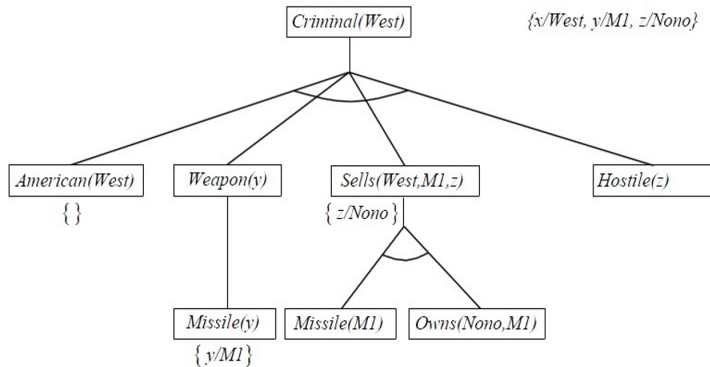 Criminal(West)
{x/West, y/M1, z/Nono}
American(West)
Weapon(y)
Sells(West,M1,z)
Hostile(z)
{ }
{ z/Nono }
Missile(y)
Missile(M1)
Owns(Nono,M1)
{ y/M1 }